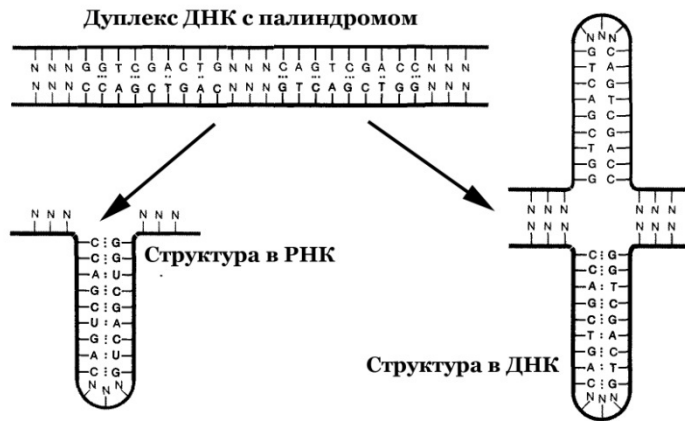 Дуплекс ДНК с палиндромом
N N N G G T C G A C T G N N N C A G T C G A C C N N N
N N N C C A G C T G A C N N N G T C A G C T G G N N N
N N N N N N
C G
C G
A U
G C
C G
U A
G C
A U
C G
N N N
Структура в РНК
N N N
G C
T A
C G
A T
G C
C G
T A
G C
G C
N N N N N N
N N N N N N
C G
C G
A T
G C
C G
T A
G C
A T
C G
N N N
Структура в ДНК